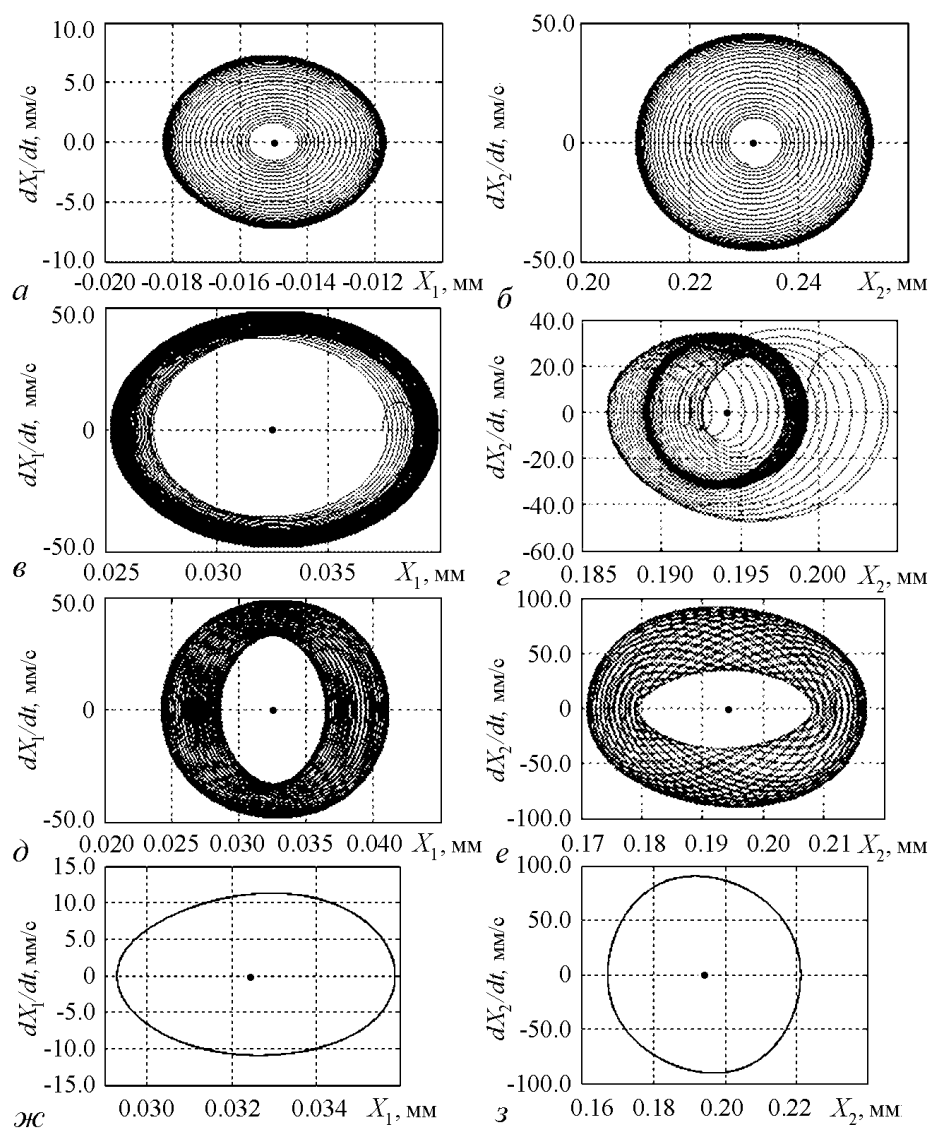 dX₁/dt, мм/с
10.0
5.0
0.0
-5.0
-10.0
-0.020 -0.018 -0.016 -0.014 -0.012 X₁, мм
а
dX₂/dt, мм/с
50.0
0
-50.0
0.20 0.22 0.24 X₂, мм
б
dX₁/dt, мм/с
50.0
0
-50.0
0.025 0.030 0.035 X₁, мм
в
dX₂/dt, мм/с
40.0
20.0
0
-20.0
-40.0
-60.0
0.185 0.190 0.195 0.200 X₂, мм
г
dX₁/dt, мм/с
50.0
0
-50.0
0.020 0.025 0.030 0.035 0.040 X₁, мм
д
dX₂/dt, мм/с
100.0
50.0
0
-50.0
-100.0
0.17 0.18 0.19 0.20 0.21 X₂, мм
е
dX₁/dt, мм/с
15.0
10.0
5.0
0
-5.0
-10.0
-15.0
0.030 0.032 0.034 X₁, мм
ж
dX₂/dt, мм/с
100.0
50.0
0
-50.0
-100.0
0.16 0.18 0.20 0.22 X₂, мм
з